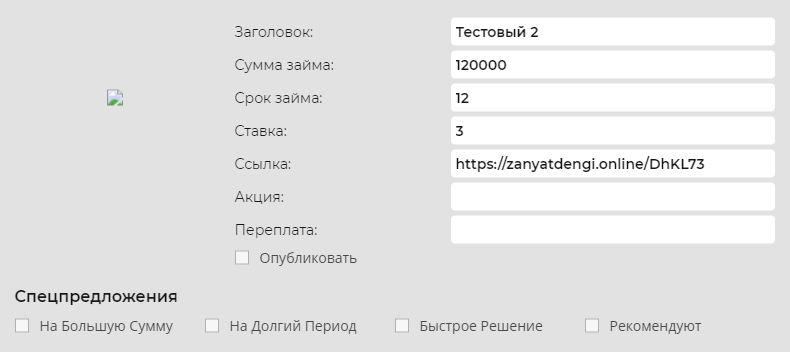 Заголовок: Тестовый 2
Сумма займа: 120000
Срок займа: 12
Ставка: 3
Ссылка: https://zanyatdengi.online/DhKL73
Акция:
Переплата:
Опубликовать
Спецпредложения
На Большую Сумму На Долгий Период Быстрое Решение Рекомендуют